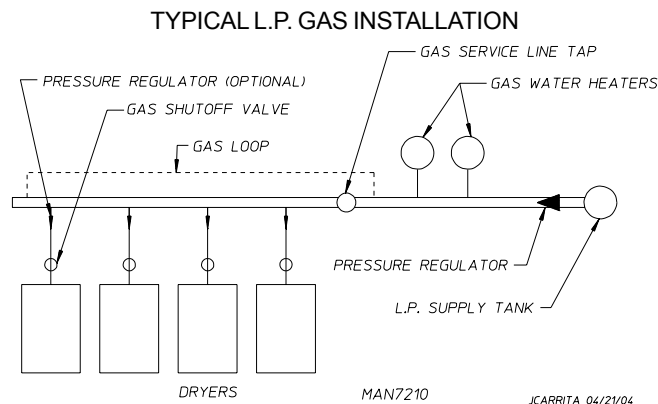 TYPICAL L.P. GAS INSTALLATION
GAS SERVICE LINE TAP
PRESSURE REGULATOR (OPTIONAL)
GAS WATER HEATERS
GAS SHUTOFF VALVE
GAS LOOP
PRESSURE REGULATOR
L.P. SUPPLY TANK
DRYERS
MAN7210
JCARRITA 04/21/04